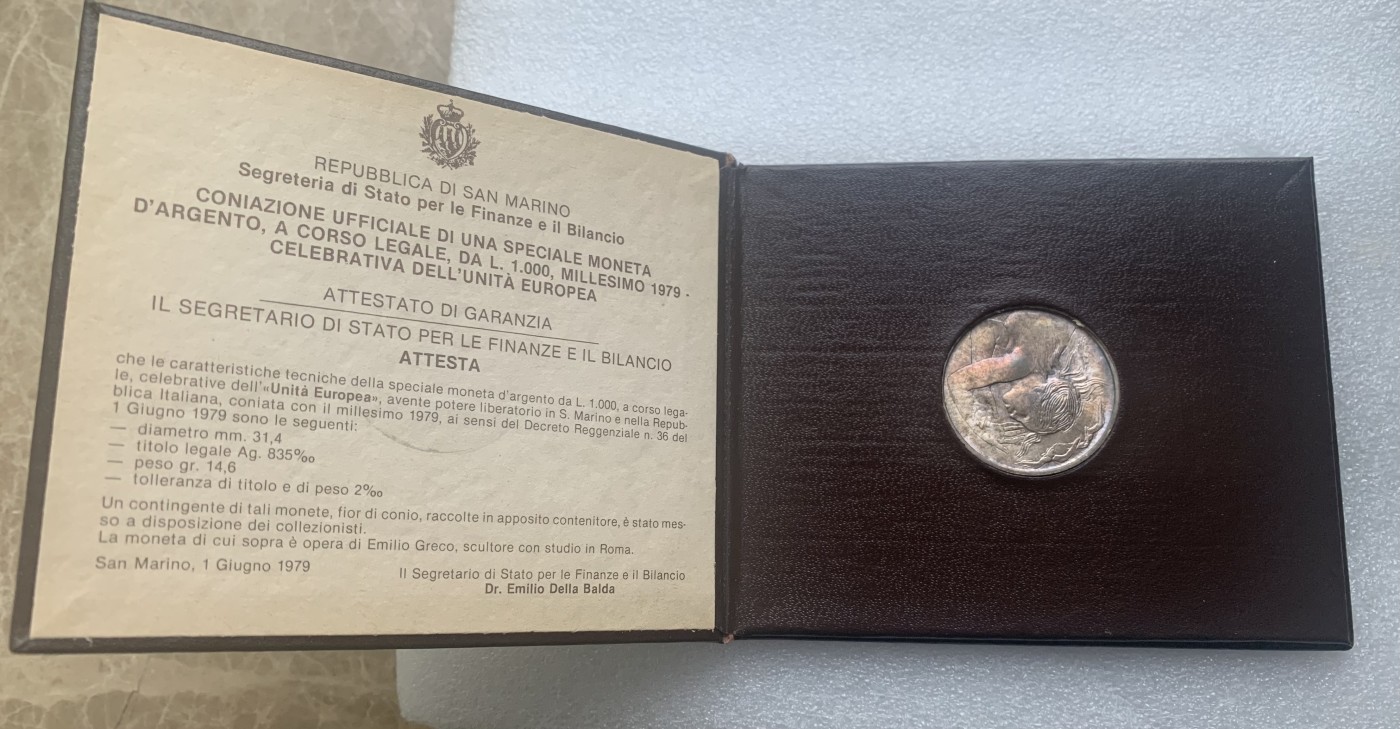 REPUBBLICA DI SAN MARINO
Segreteria di Stato per le Finanze e il Bilancio
CONIAZIONE UFFICIALE DI UNA SPECIALE MONETA
D'ARGENTO, A CORSO LEGALE, DA L. 1.000, MILLESIMO 1979 -
CELEBRATIVA DELL'UNITÀ EUROPEA
ATTESTATO DI GARANZIA
IL SEGRETARIO DI STATO PER LE FINANZE E IL BILANCIO
ATTESTA
che le caratteristiche tecniche della speciale moneta d'argento da L. 1.000, a corso lega-
le, celebrative dell'«Unità Europea», avente potere liberatorio in S. Marino e nella Repub-
blica Italiana, coniata con il millesimo 1979, ai sensi del Decreto Reggenziale n. 36 del
1 Giugno 1979 sono le seguenti:
— diametro mm. 31,4
— titolo legale Ag. 835‰
— peso gr. 14,6
— tolleranza di titolo e di peso 2‰
Un contingente di tali monete, fior di conio, raccolte in apposito contenitore, è stato mes-
so a disposizione dei collezionisti.
La moneta di cui sopra è opera di Emilio Greco, scultore con studio in Roma.
San Marino, 1 Giugno 1979
Il Segretario di Stato per le Finanze e il Bilancio
Dr. Emilio Della Balda